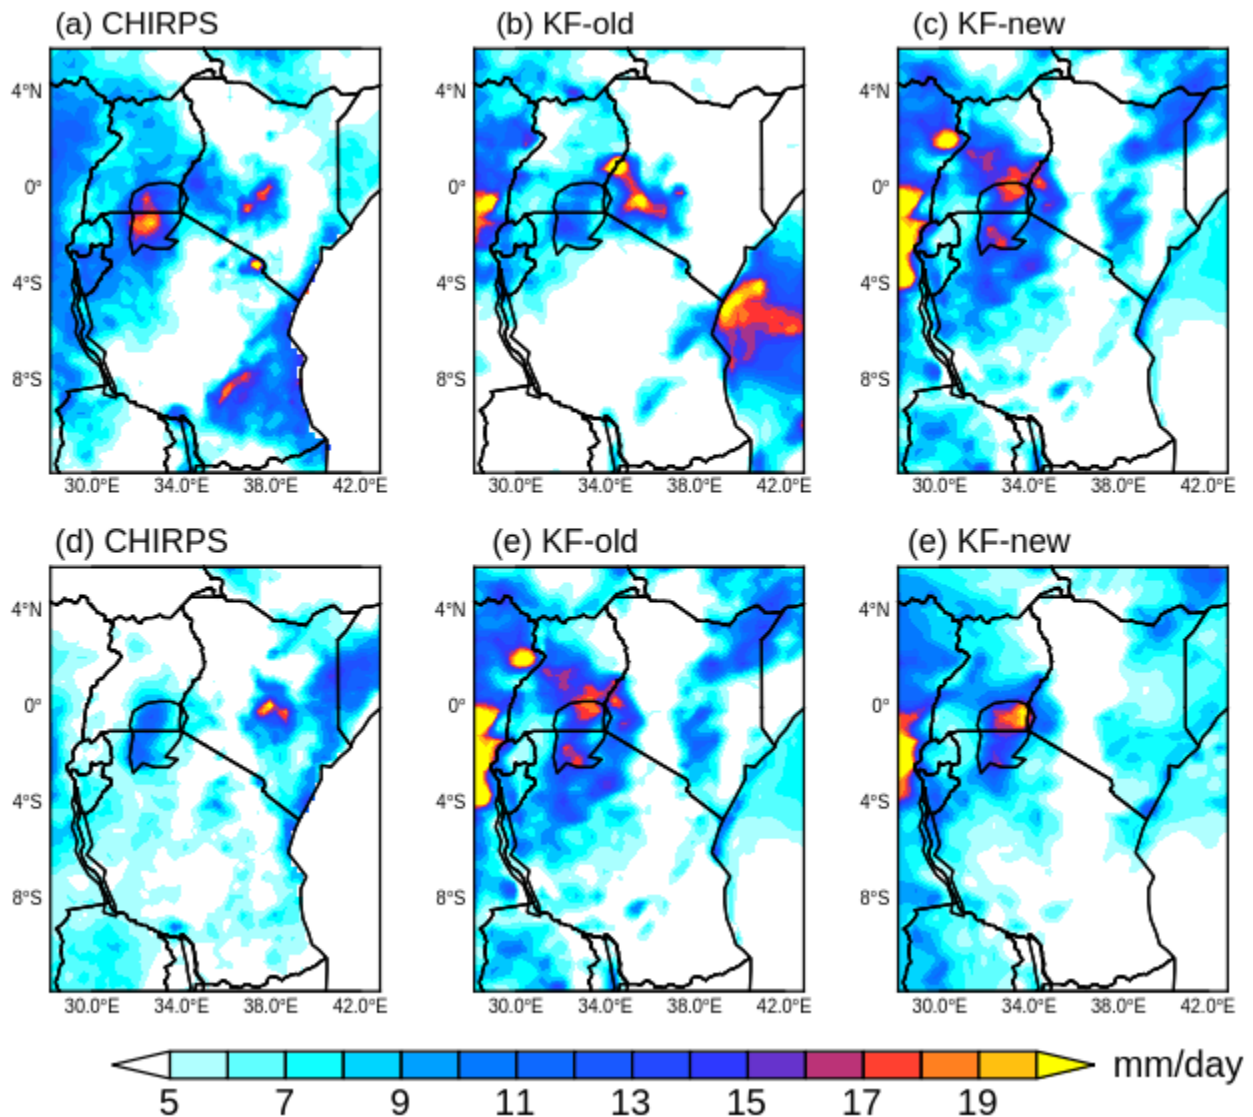 (a) CHIRPS (b) KF-old (c) KF-new
4°N 4°N 4°N
0° 0° 0°
4°S 4°S 4°S
8°S 8°S 8°S
30.0°E 34.0°E 38.0°E 42.0°E 30.0°E 34.0°E 38.0°E 42.0°E 30.0°E 34.0°E 38.0°E 42.0°E
(d) CHIRPS (e) KF-old (e) KF-new
4°N 4°N 4°N
0° 0° 0°
4°S 4°S 4°S
8°S 8°S 8°S
30.0°E 34.0°E 38.0°E 42.0°E 30.0°E 34.0°E 38.0°E 42.0°E 30.0°E 34.0°E 38.0°E 42.0°E
mm/day
5 7 9 11 13 15 17 19